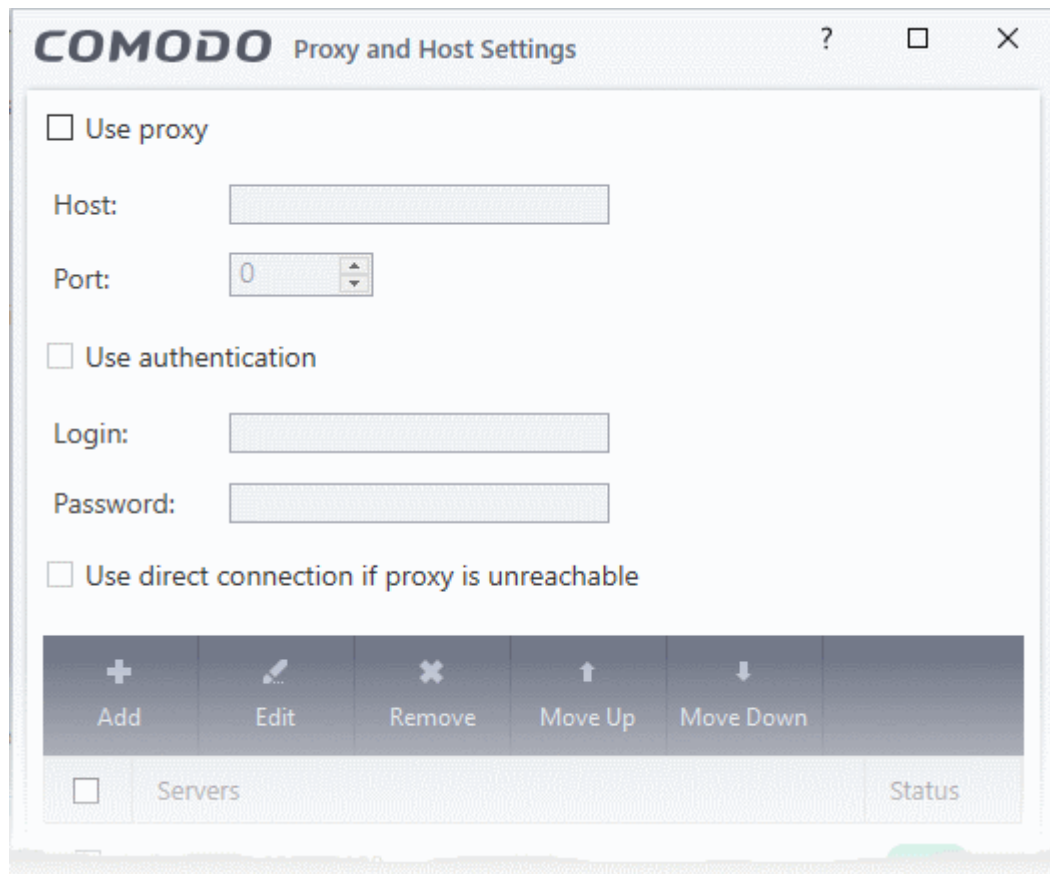 COMODO Proxy and Host Settings ?
Use proxy
Host:
Port: 0
Use authentication
Login:
Password:
Use direct connection if proxy is unreachable
Add Edit Remove Move Up Move Down
Servers Status